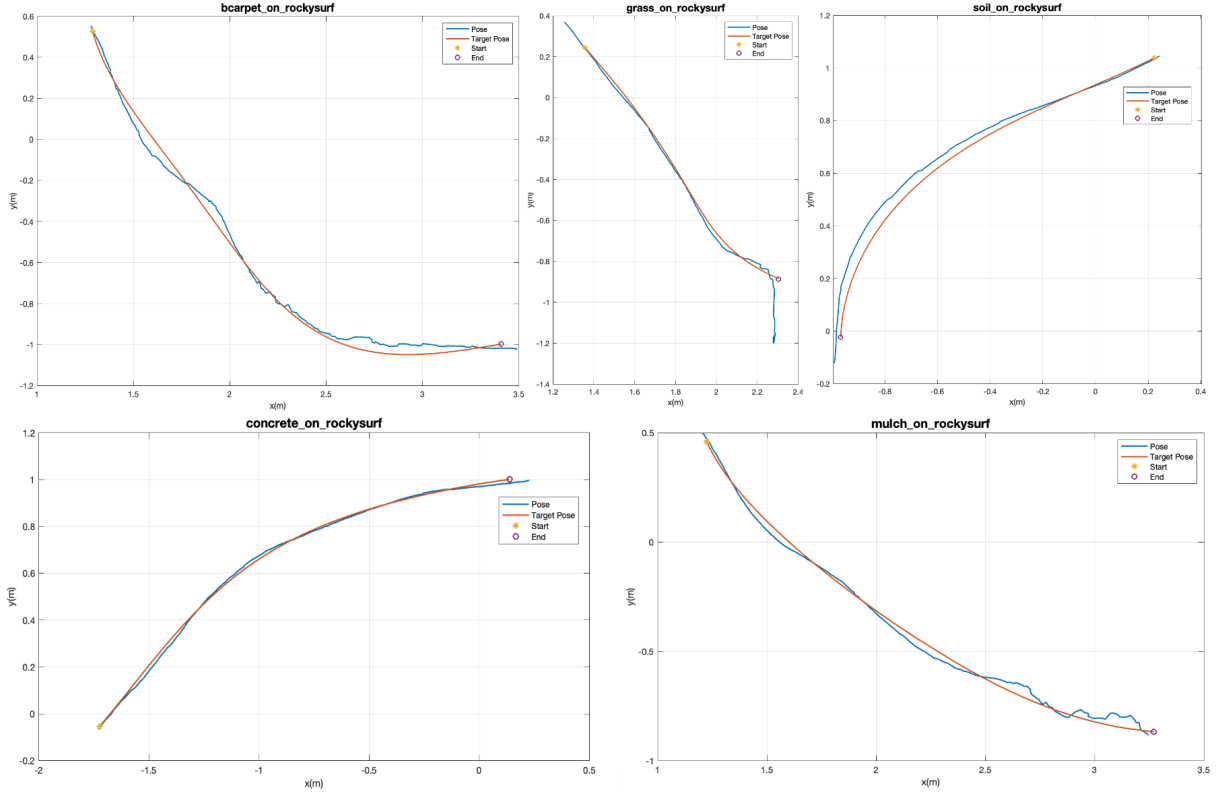 bcarpet_on_rockysurf
0.6
0.4
0.2
0
-0.2
-0.4
-0.6
-0.8
-1
-1.2
y(m)
1
1.5
2
2.5
3
3.5
x(m)
Pose
Target Pose
Start
End
grass_on_rockysurf
0.4
0.2
0
-0.2
-0.4
-0.6
-0.8
-1
-1.2
-1.4
y(m)
1.2
1.4
1.6
1.8
2
2.2
2.4
x(m)
Pose
Target Pose
Start
End
soil_on_rockysurf
1.2
1
0.8
0.6
0.4
0.2
0
-0.2
y(m)
-0.8
-0.6
-0.4
-0.2
0
0.2
0.4
x(m)
Pose
Target Pose
Start
End
concrete_on_rockysurf
1.2
1
0.8
0.6
0.4
0.2
0
-0.2
y(m)
-2
-1.5
-1
-0.5
0
0.5
x(m)
Pose
Target Pose
Start
End
mulch_on_rockysurf
0.5
0
-0.5
-1
y(m)
1
1.5
2
2.5
3
3.5
x(m)
Pose
Target Pose
Start
End